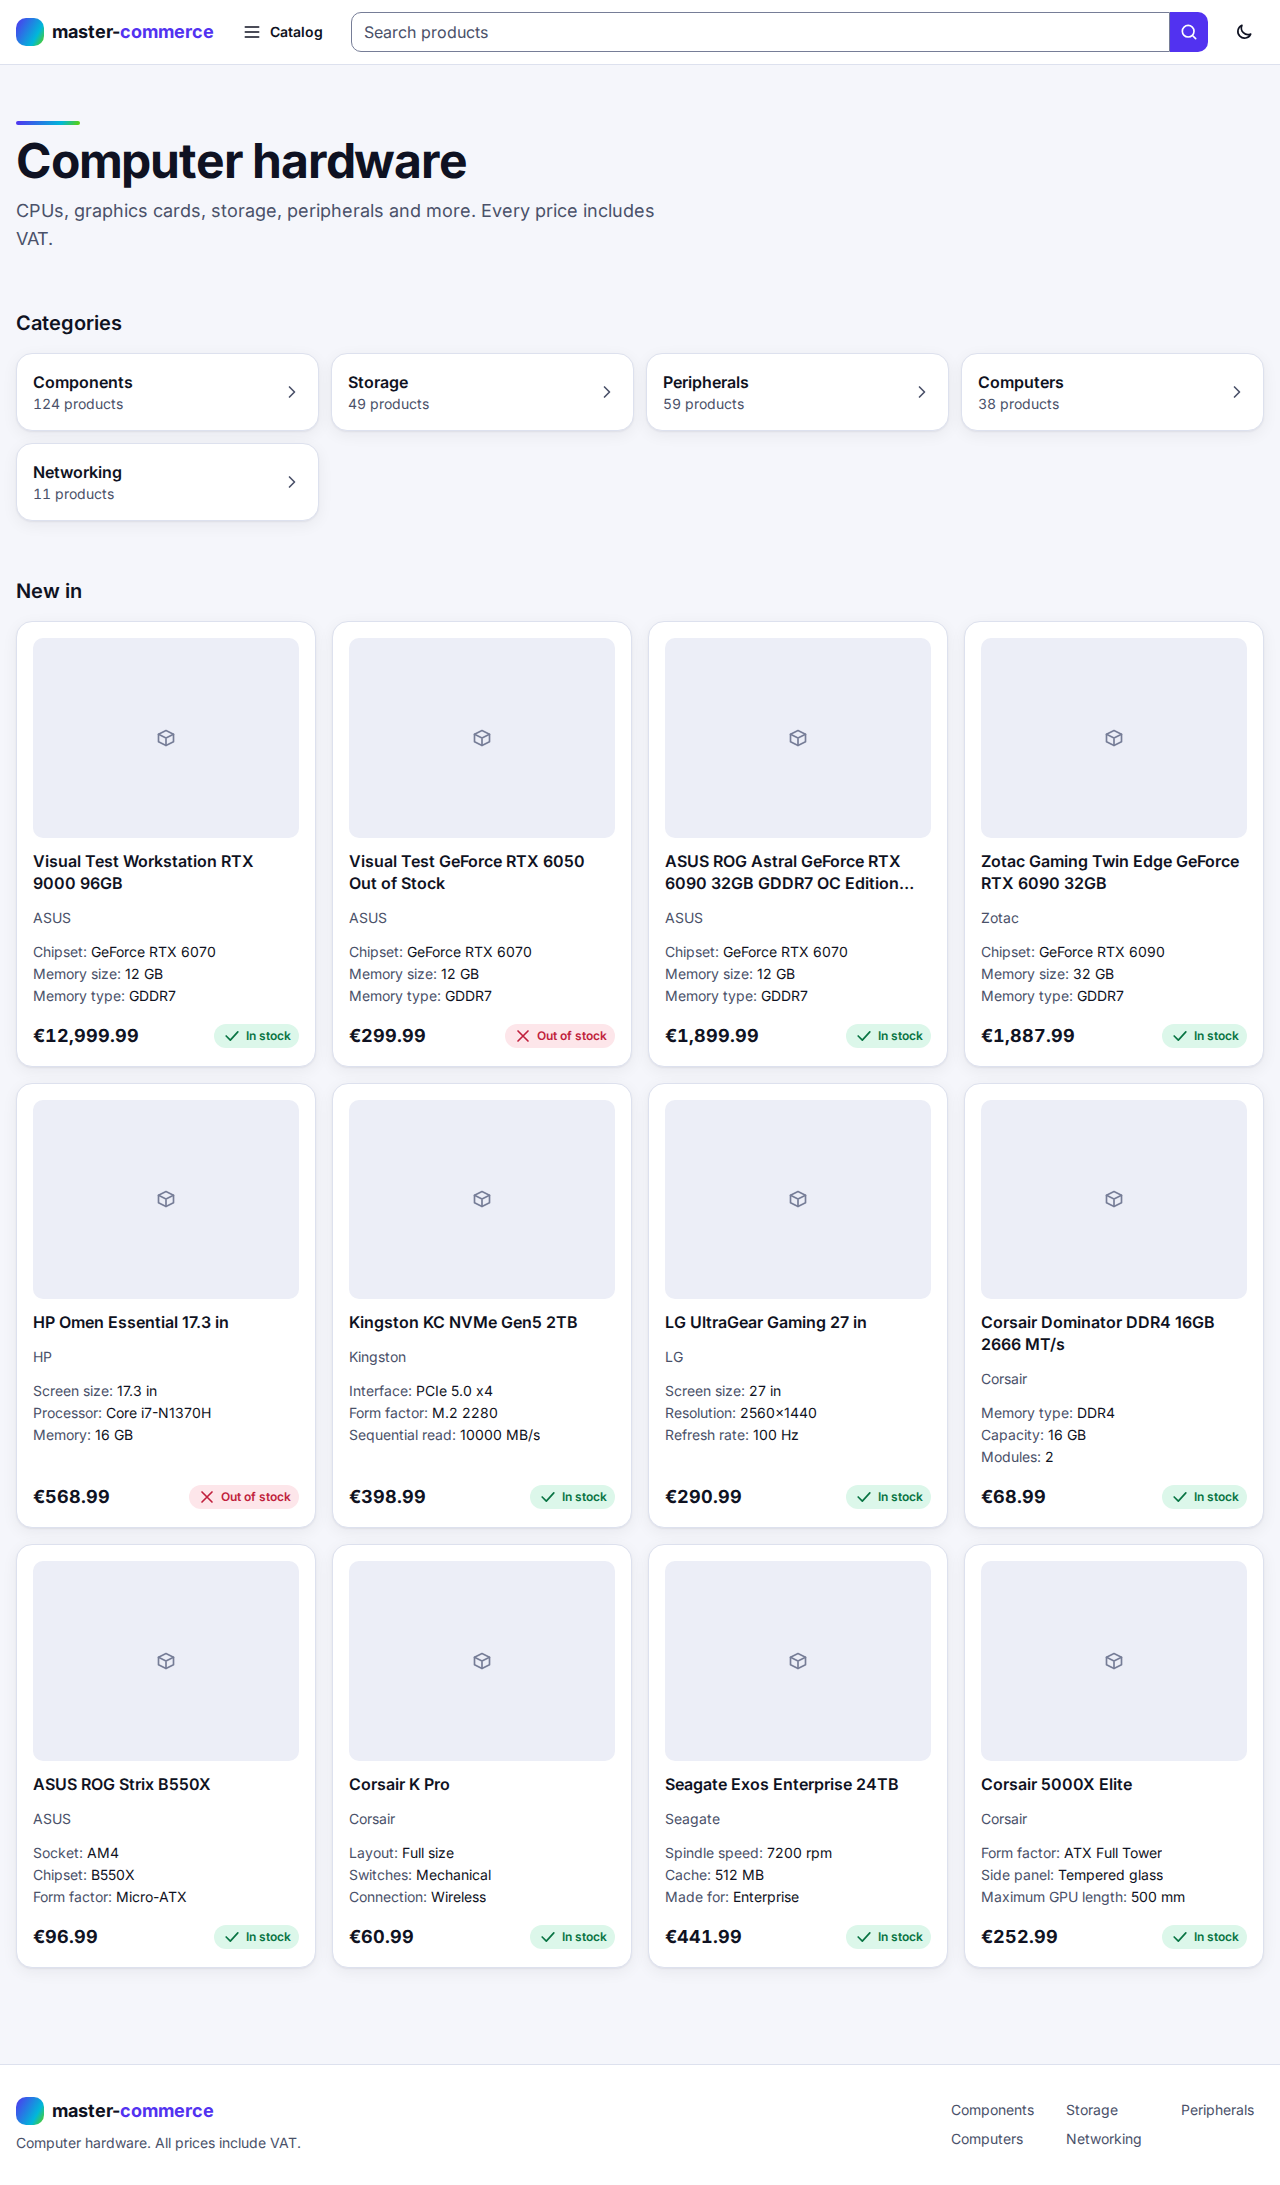 master-commerce
Catalog
Search products
Computer hardware
CPUs, graphics cards, storage, peripherals and more. Every price includes
VAT.
Categories
Components
124 products
Storage
49 products
Peripherals
59 products
Computers
38 products
Networking
11 products
New in
Visual Test Workstation RTX
9000 96GB
ASUS
Chipset: GeForce RTX 6070
Memory size: 12 GB
Memory type: GDDR7
€12,999.99
In stock
Visual Test GeForce RTX 6050
Out of Stock
ASUS
Chipset: GeForce RTX 6070
Memory size: 12 GB
Memory type: GDDR7
€299.99
Out of stock
ASUS ROG Astral GeForce RTX
6090 32GB GDDR7 OC Edition...
ASUS
Chipset: GeForce RTX 6070
Memory size: 12 GB
Memory type: GDDR7
€1,899.99
In stock
Zotac Gaming Twin Edge GeForce
RTX 6090 32GB
Zotac
Chipset: GeForce RTX 6090
Memory size: 32 GB
Memory type: GDDR7
€1,887.99
In stock
HP Omen Essential 17.3 in
HP
Screen size: 17.3 in
Processor: Core i7-N1370H
Memory: 16 GB
€568.99
Out of stock
Kingston KC NVMe Gen5 2TB
Kingston
Interface: PCIe 5.0 x4
Form factor: M.2 2280
Sequential read: 10000 MB/s
€398.99
In stock
LG UltraGear Gaming 27 in
LG
Screen size: 27 in
Resolution: 2560×1440
Refresh rate: 100 Hz
€290.99
In stock
Corsair Dominator DDR4 16GB
2666 MT/s
Corsair
Memory type: DDR4
Capacity: 16 GB
Modules: 2
€68.99
In stock
ASUS ROG Strix B550X
ASUS
Socket: AM4
Chipset: B550X
Form factor: Micro-ATX
€96.99
In stock
Corsair K Pro
Corsair
Layout: Full size
Switches: Mechanical
Connection: Wireless
€60.99
In stock
Seagate Exos Enterprise 24TB
Seagate
Spindle speed: 7200 rpm
Cache: 512 MB
Made for: Enterprise
€441.99
In stock
Corsair 5000X Elite
Corsair
Form factor: ATX Full Tower
Side panel: Tempered glass
Maximum GPU length: 500 mm
€252.99
In stock
master-commerce
Computer hardware. All prices include VAT.
Components
Storage
Peripherals
Computers
Networking